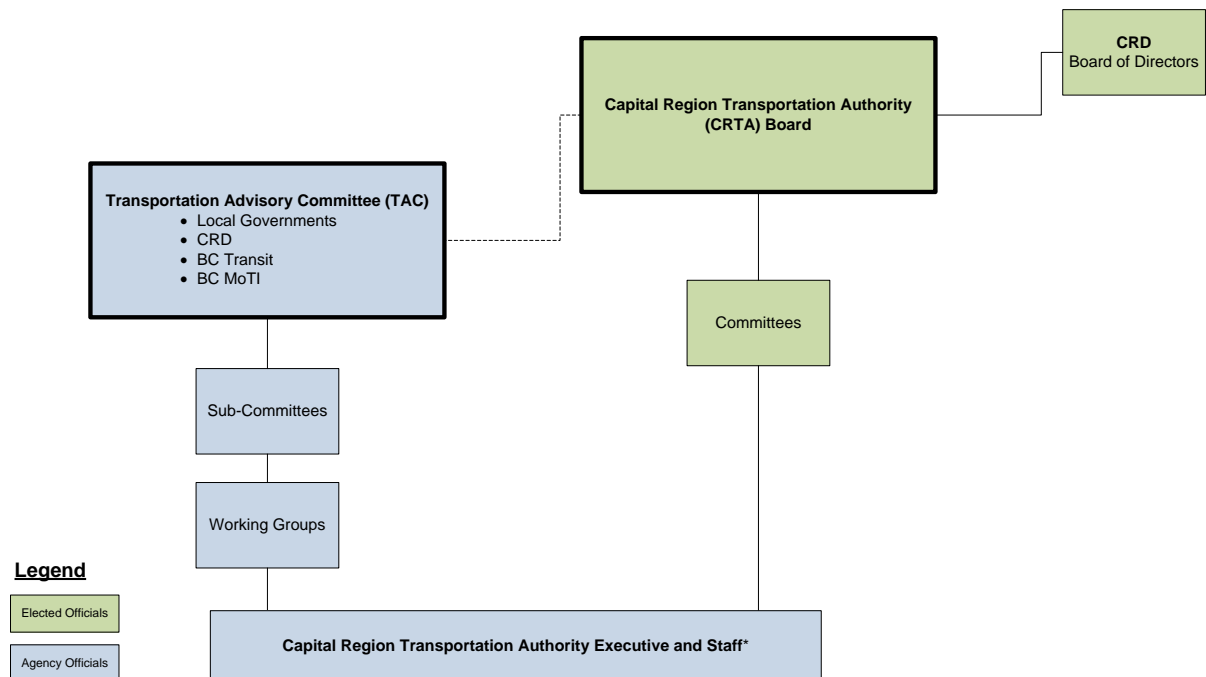 CRD
Board of Directors
Capital Region Transportation Authority
(CRTA) Board
Transportation Advisory Committee (TAC)
• Local Governments
• CRD
• BC Transit
• BC MoTI
Committees
Sub-Committees
Working Groups
Legend
Elected Officials
Agency Officials
Capital Region Transportation Authority Executive and Staff*